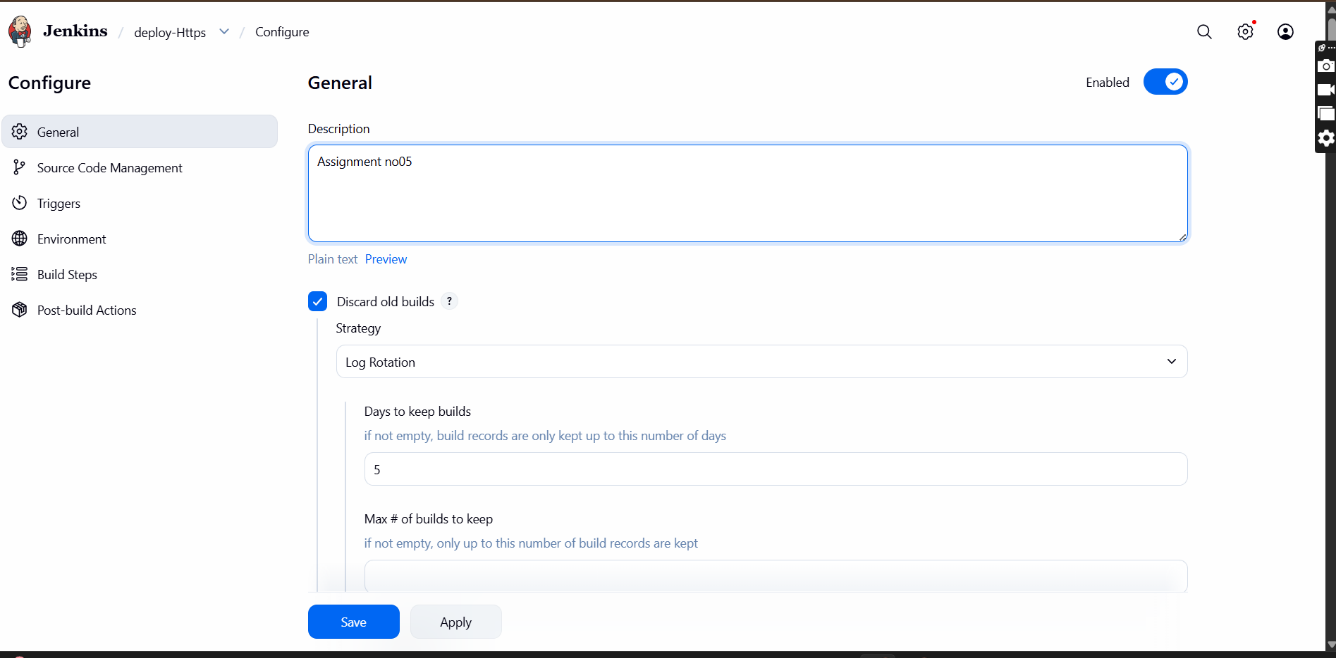 Jenkins / deploy-Https / Configure
Configure
General
Source Code Management
Triggers
Environment
Build Steps
Post-build Actions
General
Enabled
Description
Assignment no05
Plain text Preview
Discard old builds ?
Strategy
Log Rotation
Days to keep builds
if not empty, build records are only kept up to this number of days
5
Max # of builds to keep
if not empty, only up to this number of build records are kept
Save Apply